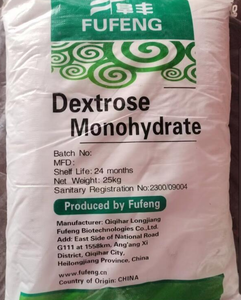 阜丰
FUFENG
Dextrose
Monohydrate
Batch No:
MFD:
Shelf Life: 24 months
Net Weight: 25kg
Sanitary Registration No:2300/09004
Produced by Fufeng
Manufacturer: Qiqihar Longjiang
Fufeng Biotechnologies Co.,Ltd.
Add: East Side of National Road
G111 at 1558km, Ang'ang Xi
District, Qiqihar City,
Heilongjiang Province, China
www.fufeng.cn
Country of Origin: CHINA